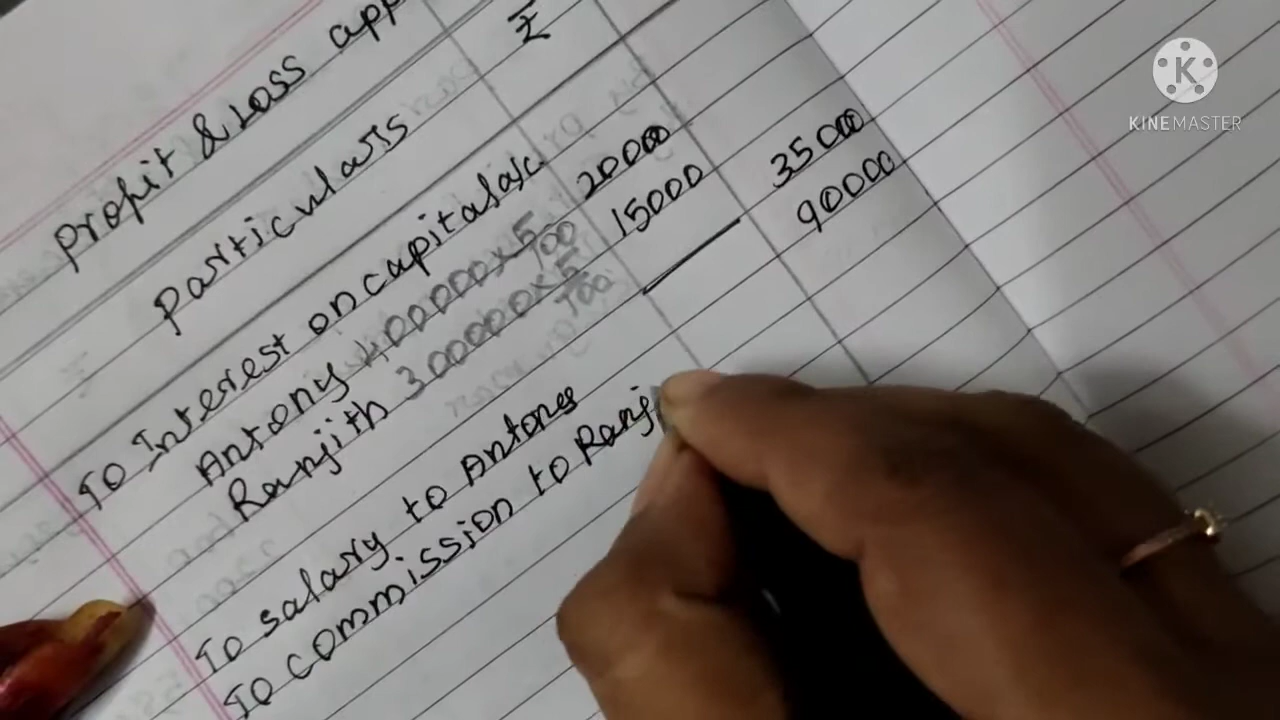 Profit & Loss app
Particulars ₹
To Interest on capital a/c
Antony 400000×5/100 20000
Ranjith 300000×5/100 15000 35000
To salary to Antony 90000
To commission to Ranj
KINEMASTER